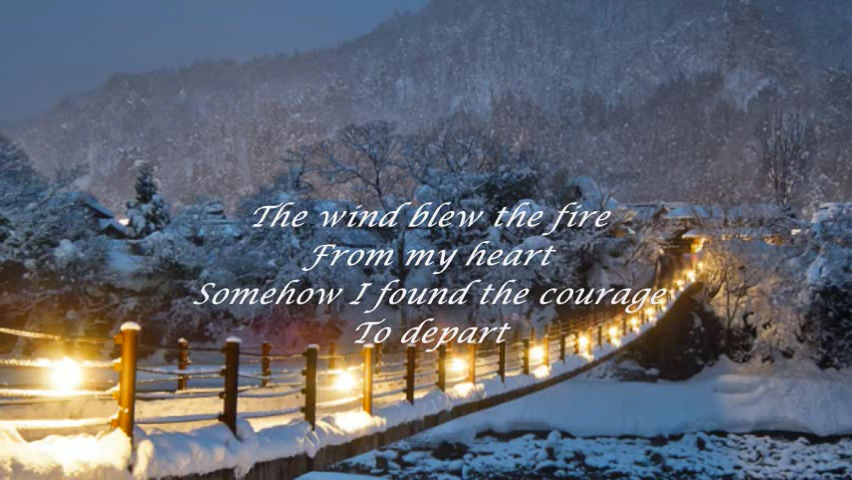 The wind blew the fire
From my heart
Somehow I found the courage
To depart